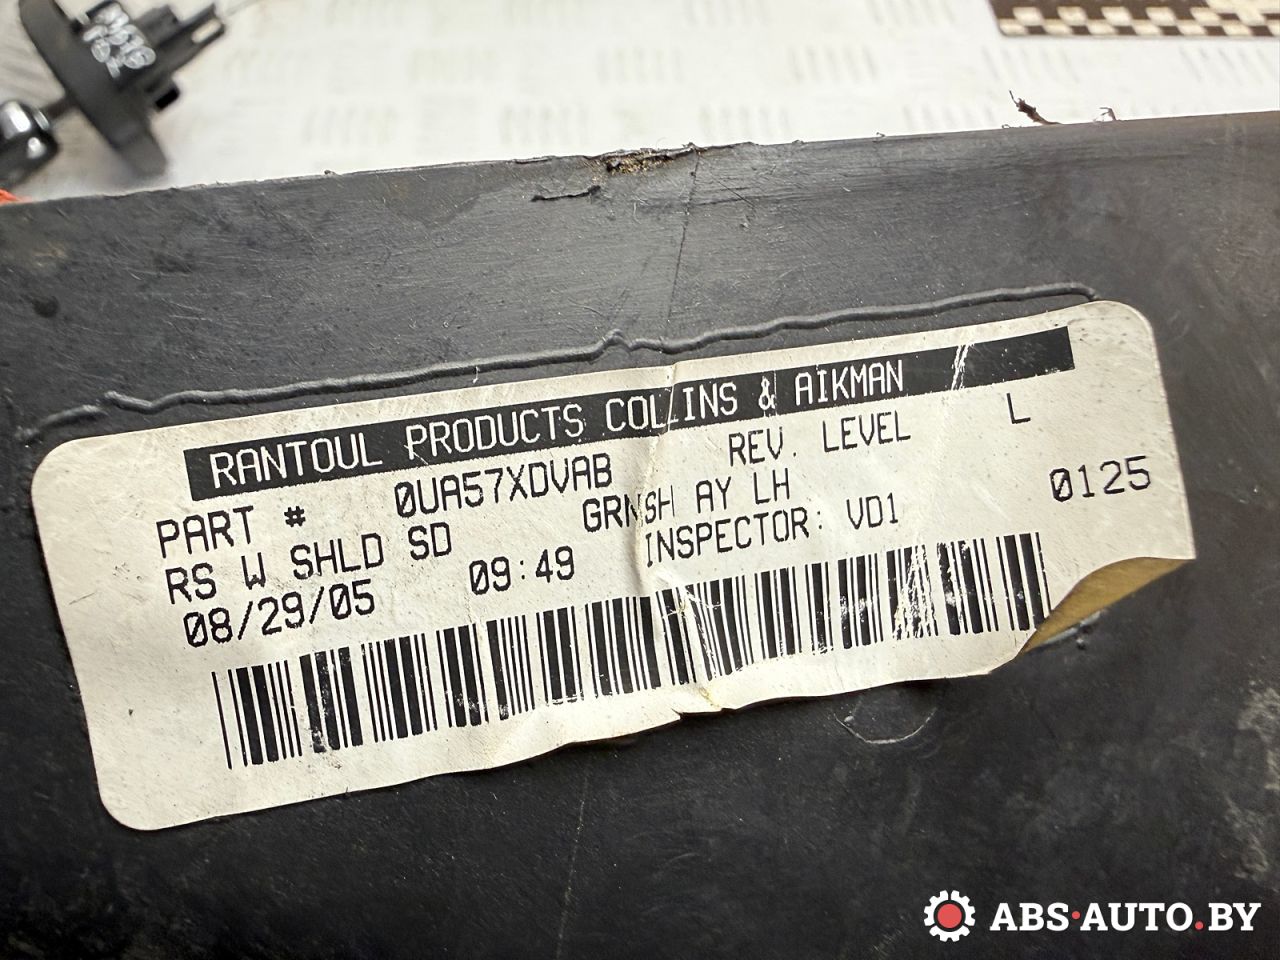 RANTOUL PRODUCTS COLLINS & AIKMAN
PART # 0UA57XDVAB REV. LEVEL L
RS W SHLD SD GRNSH AY LH
08/29/05 09:49 INSPECTOR: VD1 0125
ABS·AUTO.BY